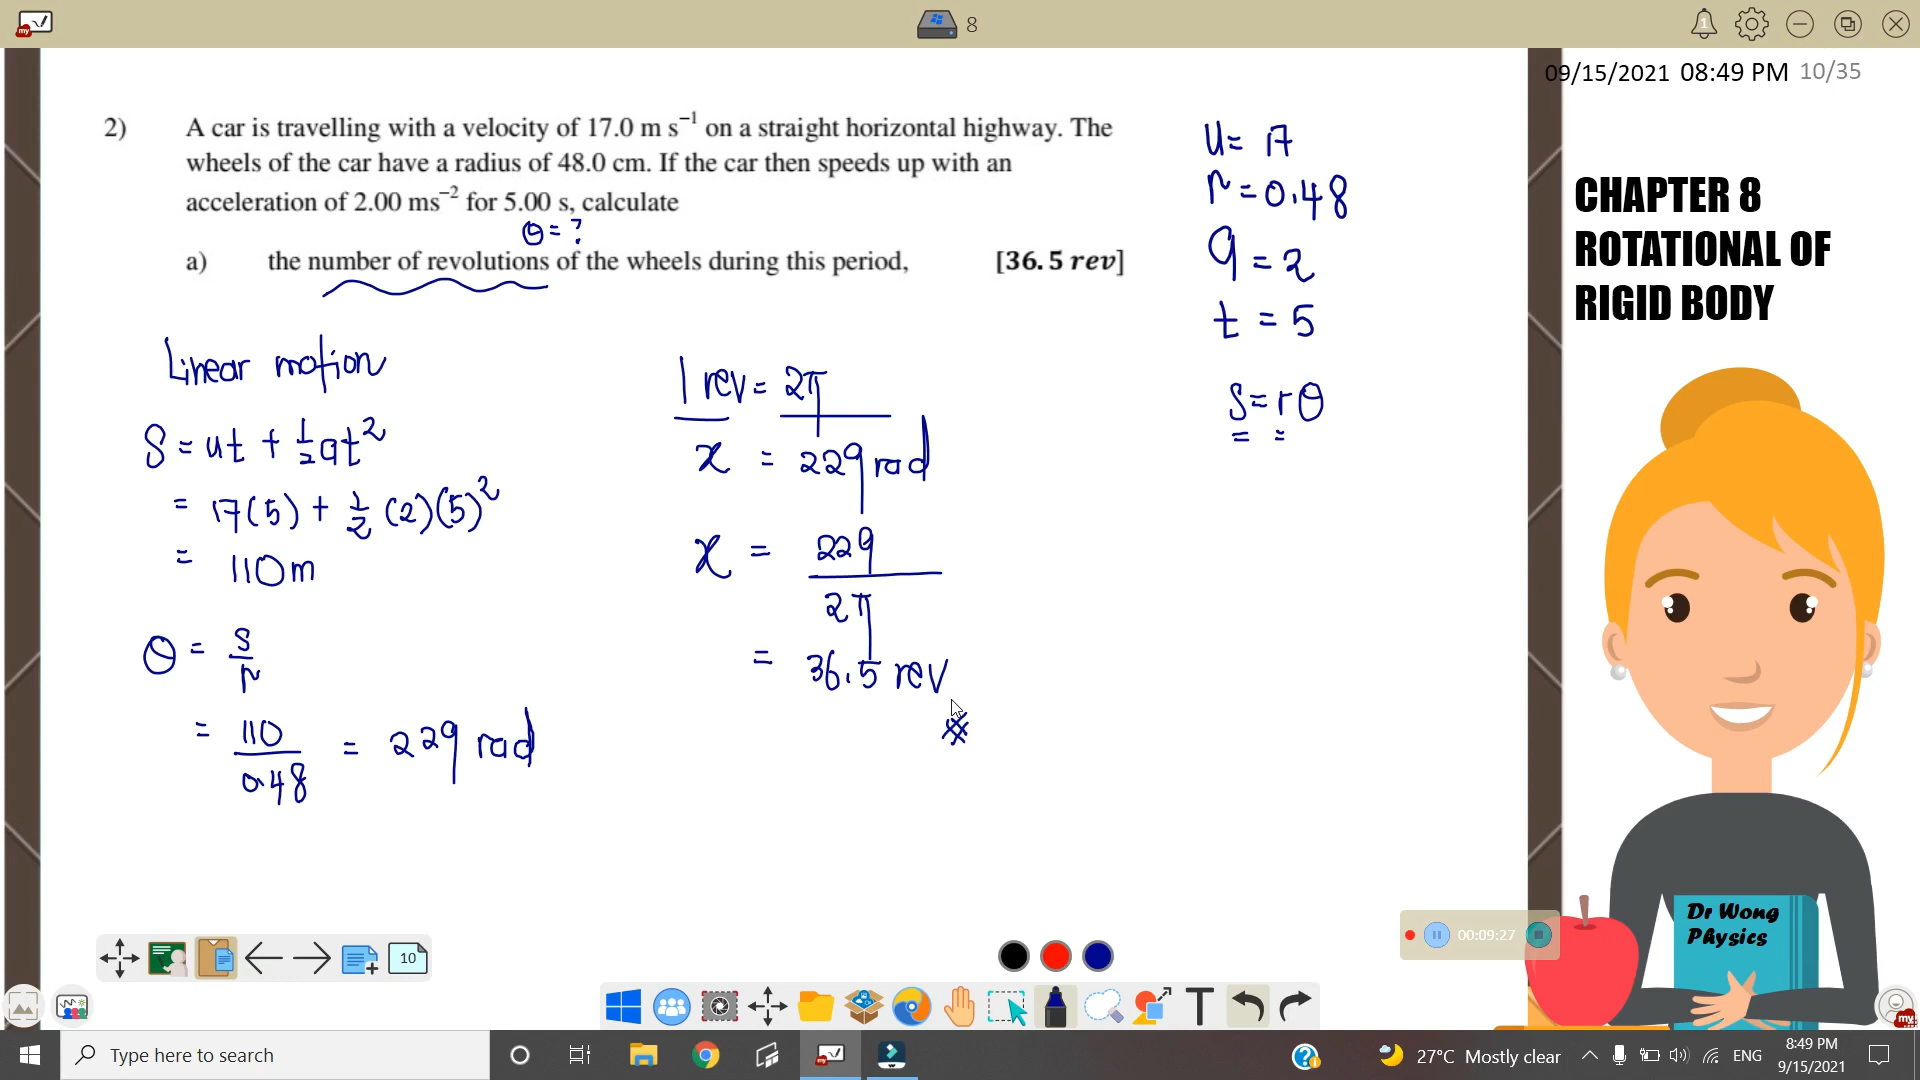 8
09/15/2021 08:49 PM 10/35
2) A car is travelling with a velocity of 17.0 m s⁻¹ on a straight horizontal highway. The
wheels of the car have a radius of 48.0 cm. If the car then speeds up with an
acceleration of 2.00 ms⁻² for 5.00 s, calculate
θ = ?
a) the number of revolutions of the wheels during this period, [36.5 rev]
u = 17
r = 0.48
a = 2
t = 5
s = rθ
Linear motion
s = ut + ½at²
= 17(5) + ½ (2)(5)²
= 110m
θ = s/r
= 110/0.48 = 229 rad
1 rev = 2π
x = 229 rad
x = 229/2π
= 36.5 rev
CHAPTER 8
ROTATIONAL OF
RIGID BODY
Dr Wong
Physics
00:09:27
10
my
Type here to search
27°C Mostly clear
ENG
8:49 PM
9/15/2021